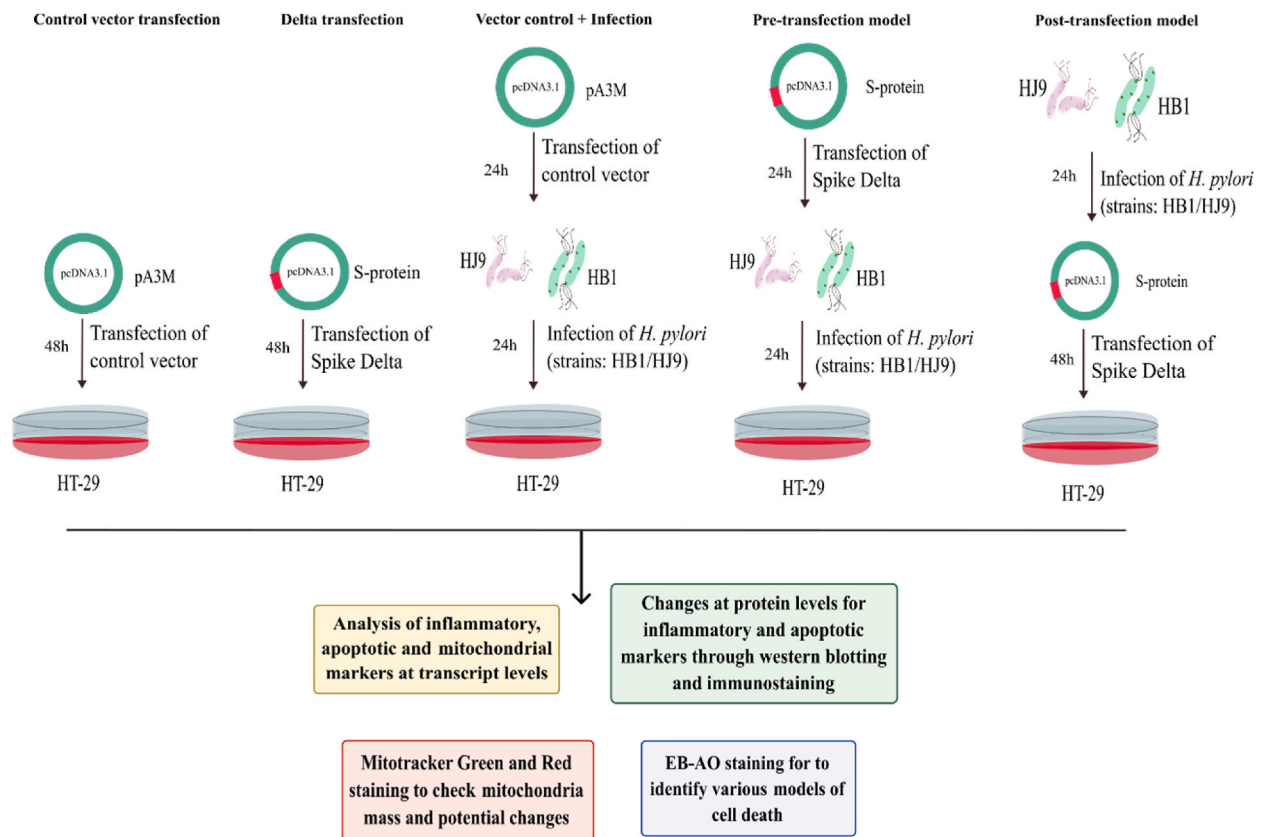 Control vector transfection
Delta transfection
Vector control + Infection
Pre-transfection model
Post-transfection model
pcDNA3.1
pA3M
48h
Transfection of
control vector
HT-29
pcDNA3.1
S-protein
48h
Transfection of
Spike Delta
HT-29
pcDNA3.1
pA3M
24h
Transfection of
control vector
HJ9
HB1
24h
Infection of H. pylori
(strains: HB1/HJ9)
HT-29
pcDNA3.1
S-protein
24h
Transfection of
Spike Delta
HJ9
HB1
24h
Infection of H. pylori
(strains: HB1/HJ9)
HT-29
HJ9
HB1
24h
Infection of H. pylori
(strains: HB1/HJ9)
pcDNA3.1
S-protein
48h
Transfection of
Spike Delta
HT-29
Analysis of inflammatory,
apoptotic and mitochondrial
markers at transcript levels
Changes at protein levels for
inflammatory and apoptotic
markers through western blotting
and immunostaining
Mitotracker Green and Red
staining to check mitochondria
mass and potential changes
EB-AO staining for to
identify various models of
cell death